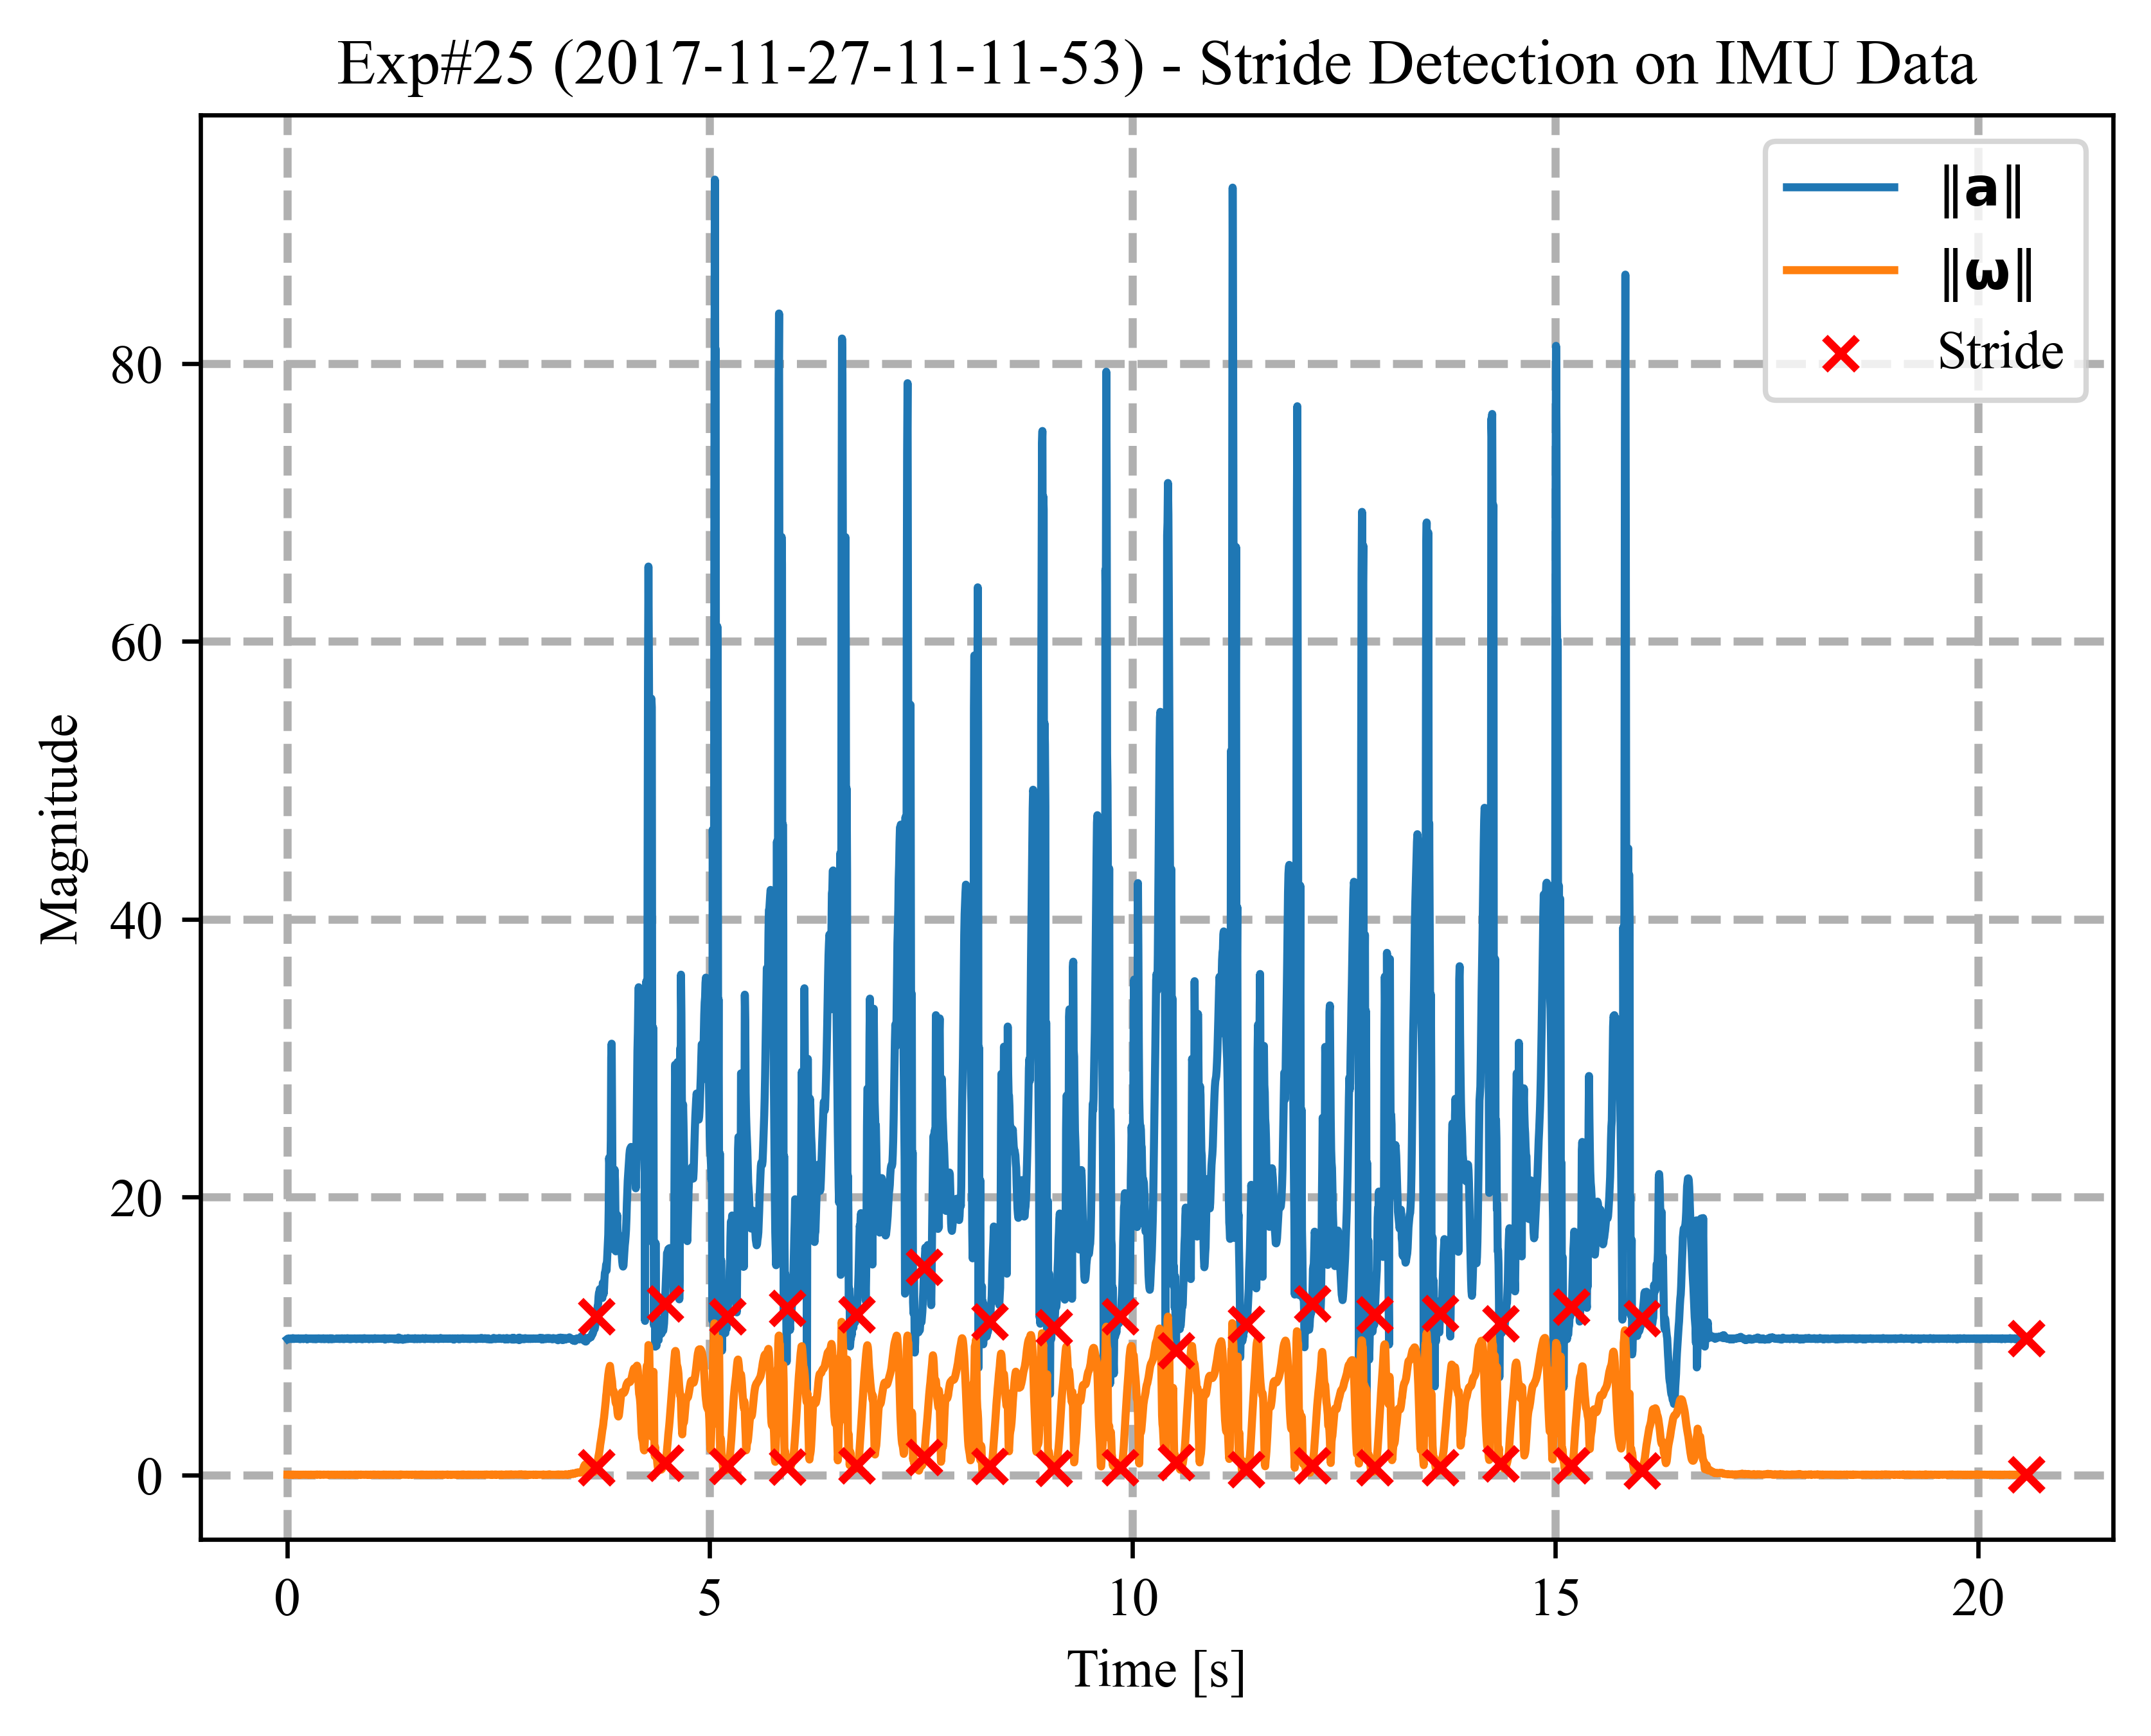 Exp#25 (2017-11-27-11-11-53) - Stride Detection on IMU Data
‖a‖
‖ω‖
Stride
Magnitude
80
60
40
20
0
0 5 10 15 20
Time [s]